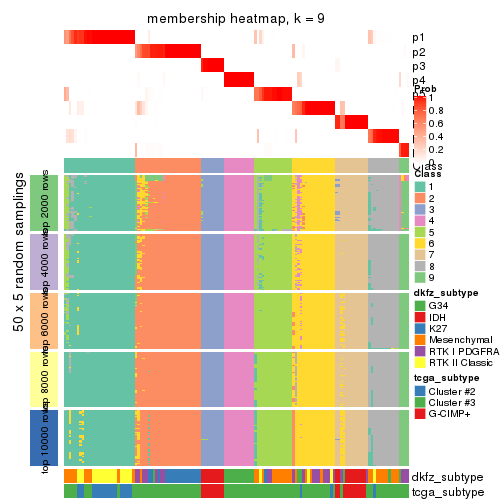 membership heatmap, k = 9
p1
p2
p3
p4
p5
Prob
1
0.8
0.6
0.4
0.2
0
Class
Class
1
2
3
4
5
6
7
8
9
50 x 5 random samplings
top 2000 rows
top 4000 rows
top 6000 rows
top 8000 rows
top 10000 rows
dkfz_subtype
G34
IDH
K27
Mesenchymal
RTK I PDGFRA
RTK II Classic
tcga_subtype
Cluster #2
Cluster #3
G-CIMP+
dkfz_subtype
tcga_subtype